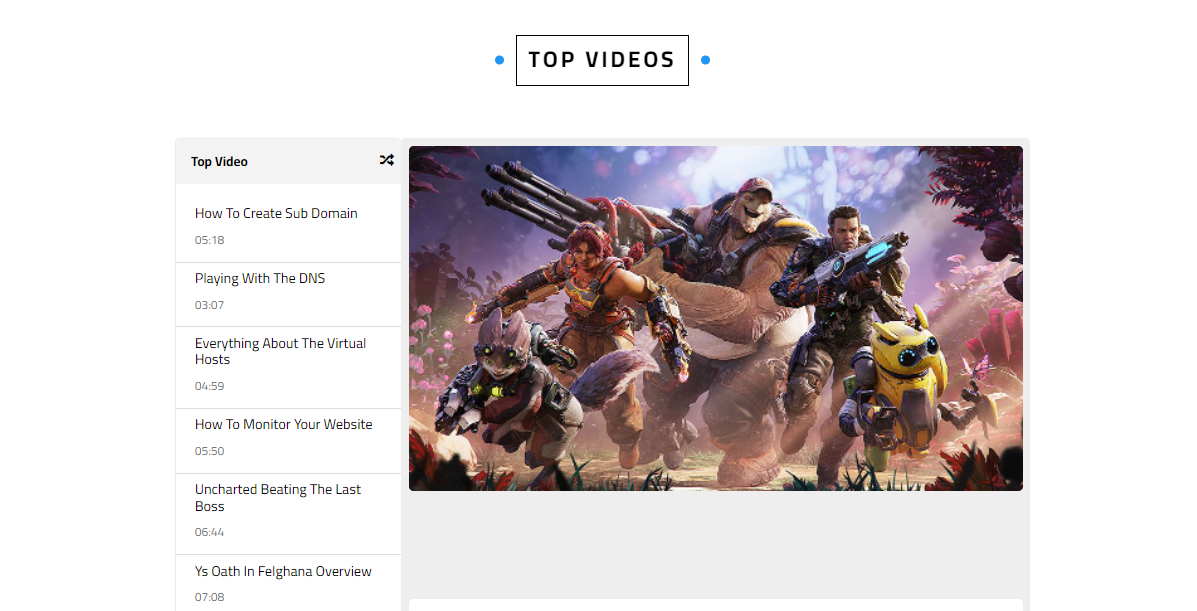 TOP VIDEOS
Top Video
How To Create Sub Domain
05:18
Playing With The DNS
03:07
Everything About The Virtual
Hosts
04:59
How To Monitor Your Website
05:50
Uncharted Beating The Last
Boss
06:44
Ys Oath In Felghana Overview
07:08